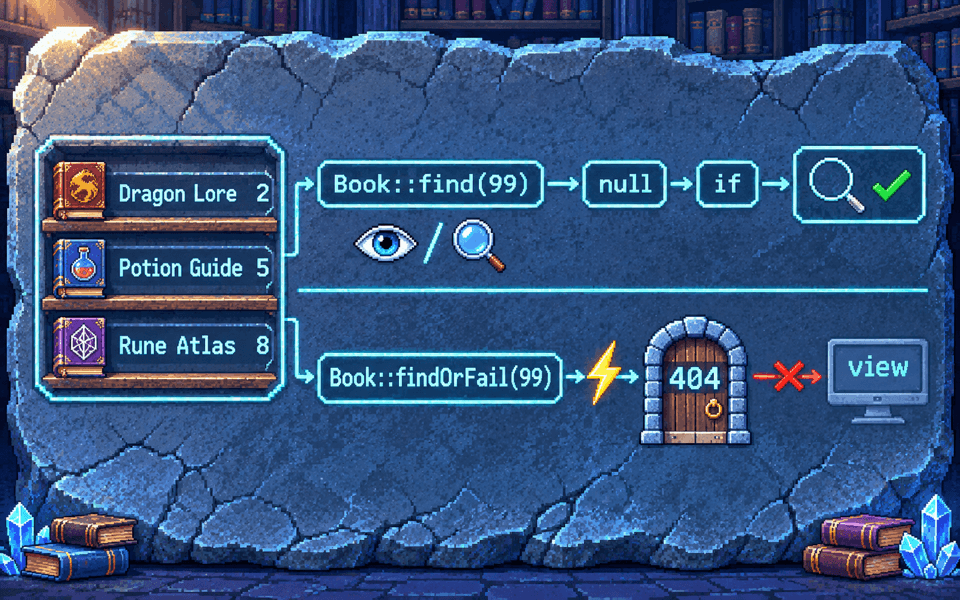 Dragon Lore 2
Potion Guide 5
Rune Atlas 8
Book::find(99)
null
if
/
Book::findOrFail(99)
404
view